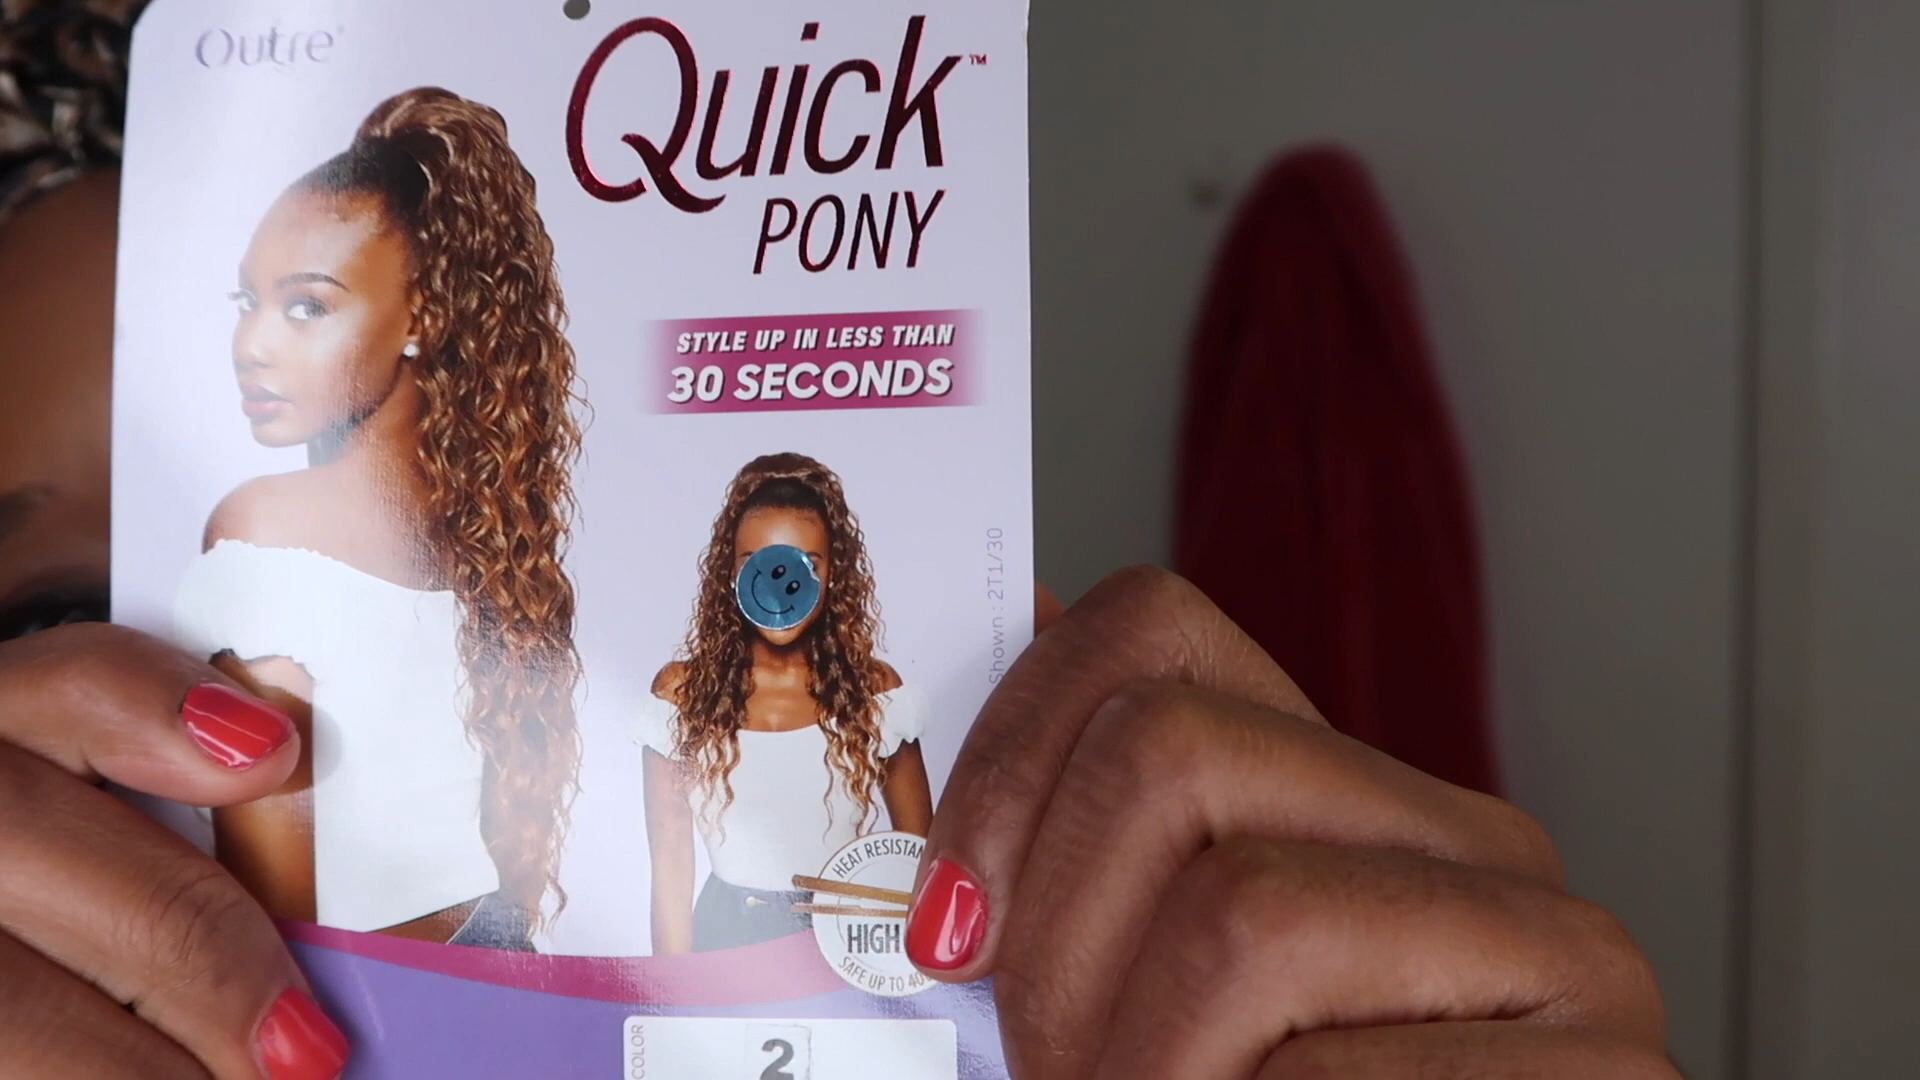 Outre
Quick™
PONY
STYLE UP IN LESS THAN
30 SECONDS
Shown: 2T1/30
HEAT RESISTAN
HIGH
SAFE UP TO 40
COLOR
2